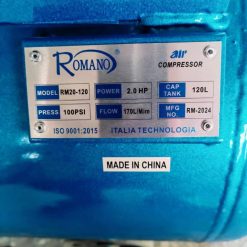 ROMANO air
COMPRESSOR
MODEL RM20-120 POWER 2.0 HP CAP TANK 120L
PRESS 100PSI FLOW 170L/Min MFG NO. RM-2024
ISO 9001:2015 ITALIA TECHNOLOGIA
MADE IN CHINA